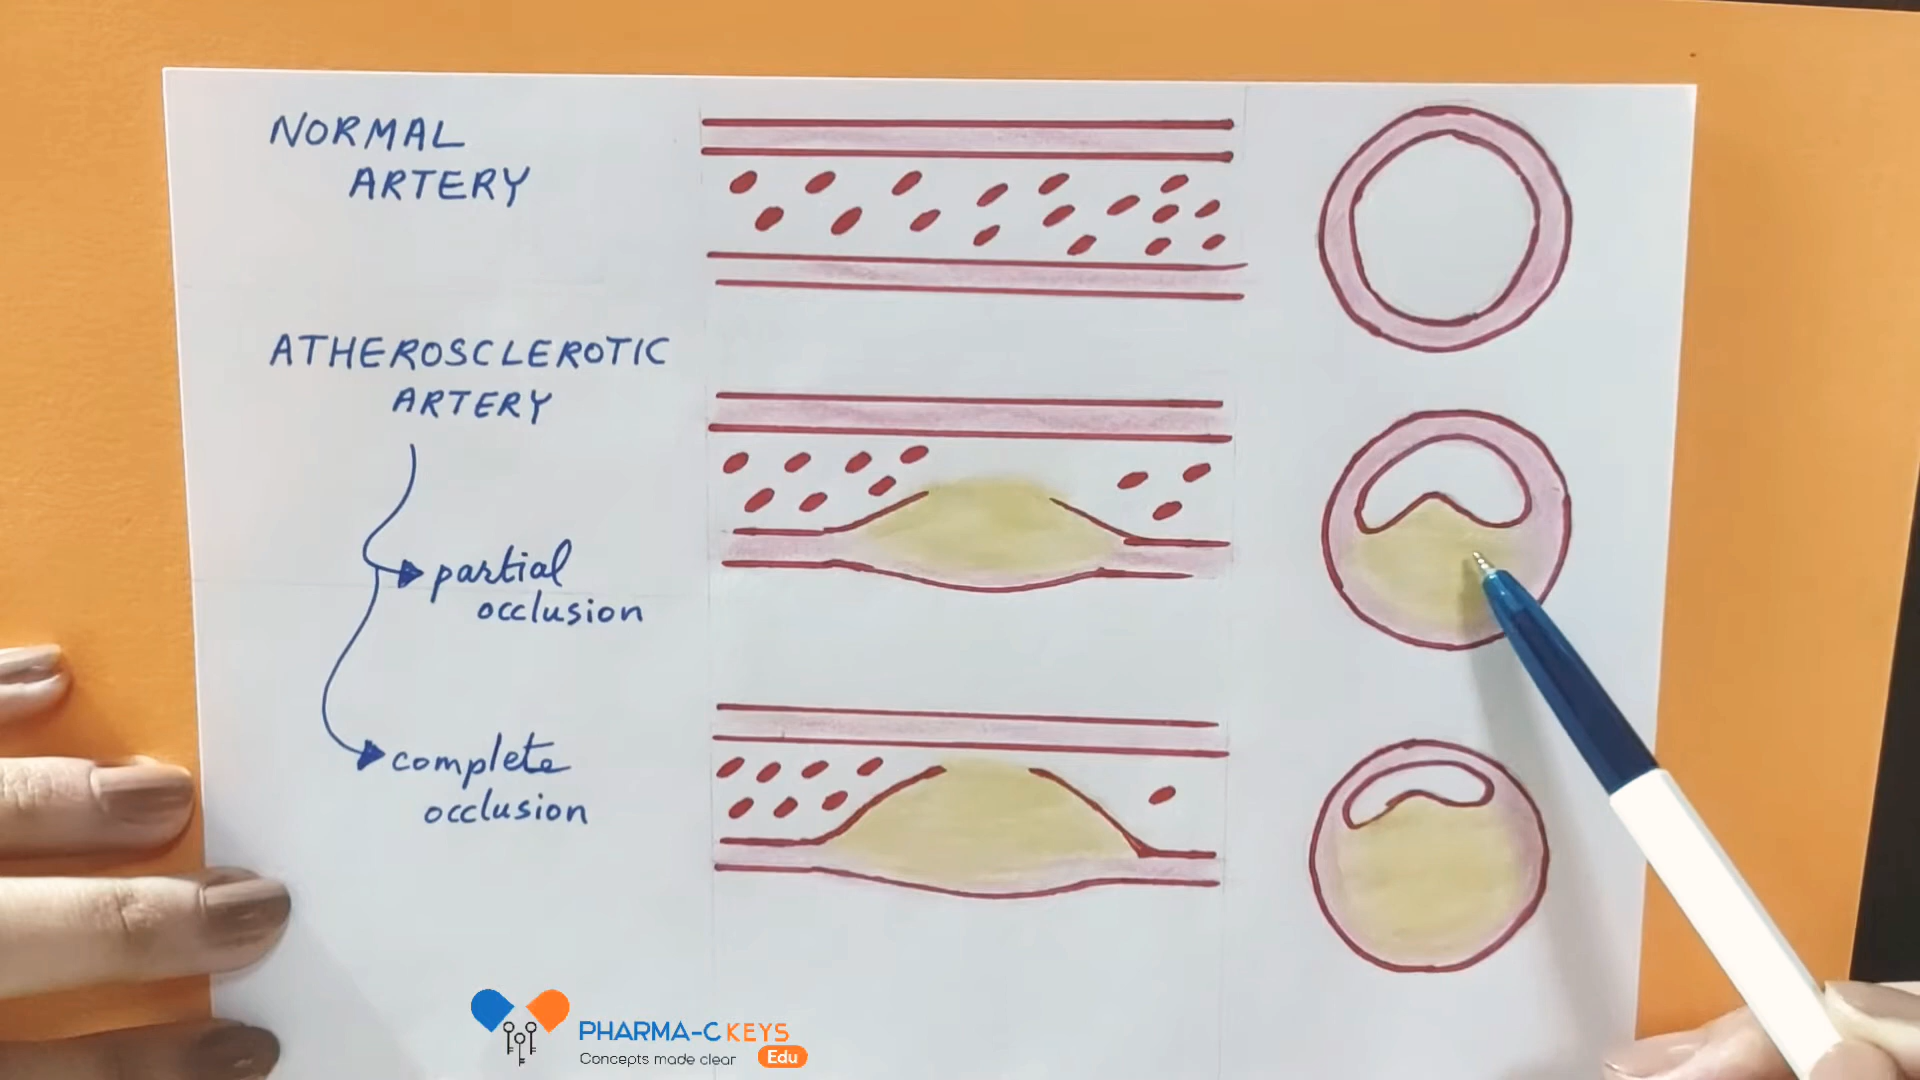 NORMAL
ARTERY
ATHEROSCLEROTIC
ARTERY
partial
occlusion
complete
occlusion
PHARMA-C KEYS
Concepts made clear Edu